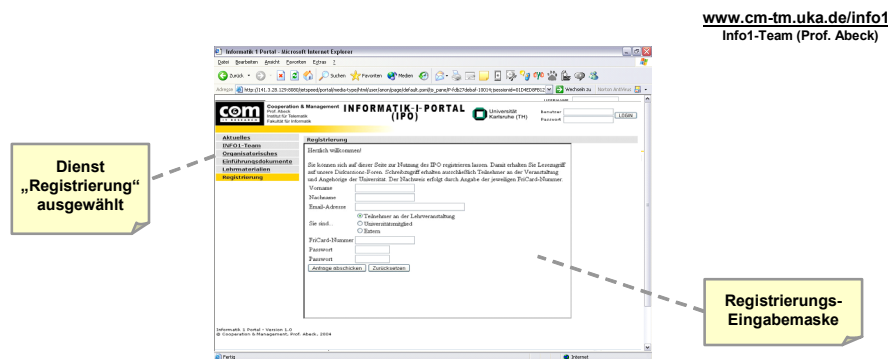 www.cm-tm.uka.de/info1
Info1-Team (Prof. Abeck)
Informatik 1 Portal - Microsoft Internet Explorer
Datei Bearbeiten Ansicht Favoriten Extras ?
Zurück Suchen Favoriten Medien
Adresse Wechseln zu Norton AntiVirus
com
Cooperation & Management
Prof. Abeck
Institut für Telematik
Fakultät für Informatik
INFORMATIK-I-PORTAL
(IPO)
Universität
Karlsruhe (TH)
Benutzer
Passwort
LOGIN
Aktuelles
INFO1-Team
Organisatorisches
Einführungsdokumente
Lehrmaterialien
Registrierung
Registrierung
Herzlich willkommen!
Sie können sich auf dieser Seite zur Nutzung des IPO registrieren lassen. Damit erhalten Sie Lesezugriff
auf unsere Diskussions-Foren. Schreibzugriff erhalten ausschließlich Teilnehmer an der Veranstaltung
und Angehörige der Universität. Der Nachweis erfolgt durch Angabe der jeweiligen FriCard-Nummer.
Vorname
Nachname
Email-Adresse
Sie sind...
Teilnehmer an der Lehrveranstaltung
Universitätsmitglied
Extern
FriCard-Nummer
Passwort
Passwort
Anfrage abschicken Zurücksetzen
Informatik 1 Portal - Version 1.0
© Cooperation & Management, Prof. Abeck, 2004
Fertig
Internet
Dienst
„Registrierung“
ausgewählt
Registrierungs-
Eingabemaske